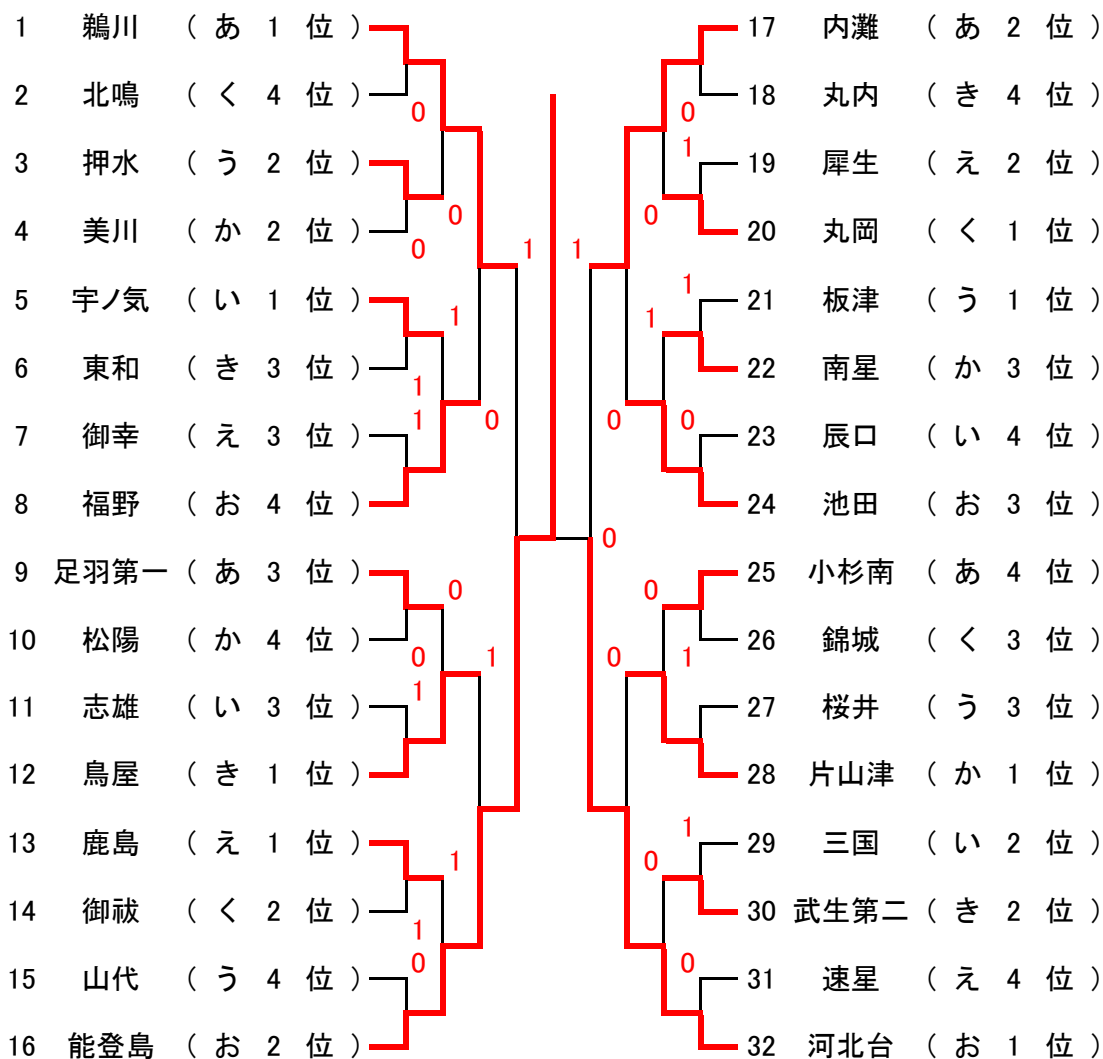 1 鵜川 ( あ 1 位 )
2 北鳴 ( く 4 位 )
0
3 押水 ( う 2 位 )
0
4 美川 ( か 2 位 )
0
1
5 宇ノ気 ( い 1 位 )
1
6 東和 ( き 3 位 )
1
7 御幸 ( え 3 位 )
1
0
8 福野 ( お 4 位 )
9 足羽第一 ( あ 3 位 )
0
10 松陽 ( か 4 位 )
0
1
11 志雄 ( い 3 位 )
1
12 鳥屋 ( き 1 位 )
13 鹿島 ( え 1 位 )
1
14 御祓 ( く 2 位 )
1
15 山代 ( う 4 位 )
0
16 能登島 ( お 2 位 )
17 内灘 ( あ 2 位 )
18 丸内 ( き 4 位 )
0
1
19 犀生 ( え 2 位 )
0
20 丸岡 ( く 1 位 )
1
21 板津 ( う 1 位 )
1
1
22 南星 ( か 3 位 )
0
0
23 辰口 ( い 4 位 )
24 池田 ( お 3 位 )
0
25 小杉南 ( あ 4 位 )
0
26 錦城 ( く 3 位 )
0
1
27 桜井 ( う 3 位 )
28 片山津 ( か 1 位 )
29 三国 ( い 2 位 )
1
0
30 武生第二 ( き 2 位 )
31 速星 ( え 4 位 )
0
32 河北台 ( お 1 位 )